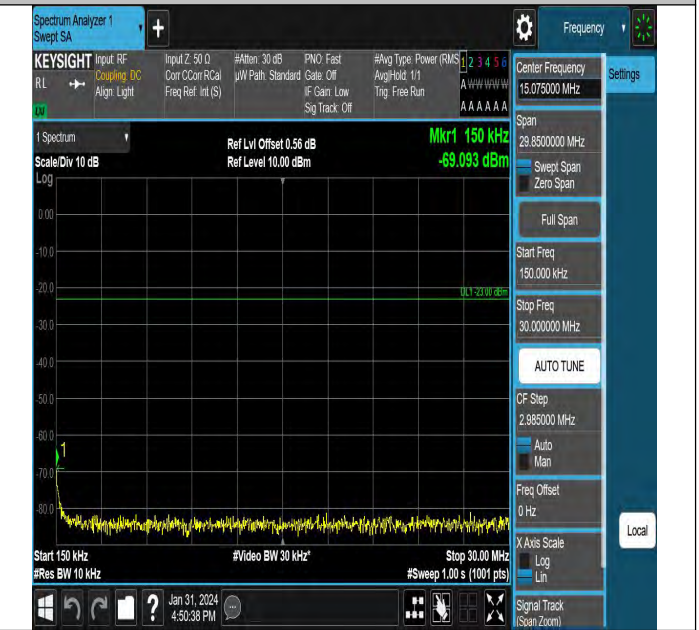 Spectrum Analyzer 1
Swept SA
+
Frequency
KEYSIGHT
RL
Input: RF
Coupling: DC
Align: Light
Input Z: 50 Ω
Corr CCorr RCal
Freq Ref: Int (S)
#Atten: 30 dB
µW Path: Standard
PNO: Fast
Gate: Off
IF Gain: Low
Sig Track: Off
#Avg Type: Power (RMS
Avg|Hold: 1/1
Trig: Free Run
1 2 3 4 5 6
A W W W W W
A A A A A A
1 Spectrum
Scale/Div 10 dB
Log
Ref Lvl Offset 0.56 dB
Ref Level 10.00 dBm
Mkr1 150 kHz
-69.093 dBm
0.00
-10.0
-20.0
DL1 -23.00 dBm
-30.0
-40.0
-50.0
-60.0
1
-70.0
-80.0
Start 150 kHz
#Video BW 30 kHz*
Stop 30.00 MHz
#Res BW 10 kHz
#Sweep 1.00 s (1001 pts)
Jan 31, 2024
4:50:38 PM
?
Center Frequency
15.075000 MHz
Settings
Span
29.8500000 MHz
Swept Span
Zero Span
Full Span
Start Freq
150.000 kHz
Stop Freq
30.000000 MHz
AUTO TUNE
CF Step
2.985000 MHz
Auto
Man
Freq Offset
0 Hz
X Axis Scale
Log
Lin
Local
Signal Track
(Span Zoom)